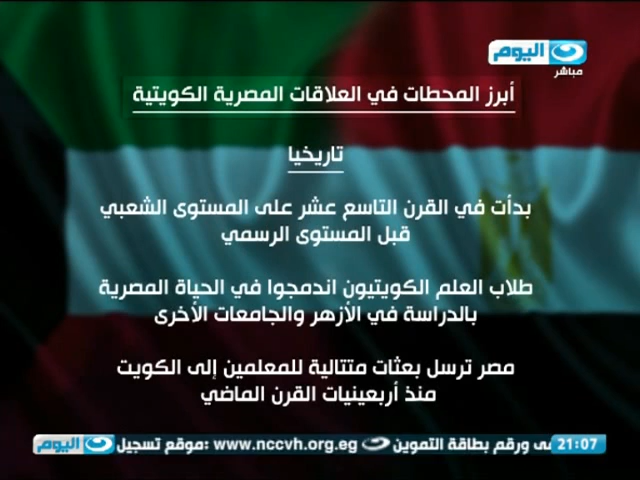 اليوم
مباشر
أبرز المحطات في العلاقات المصرية الكويتية
تاريخيا
بدأت في القرن التاسع عشر على المستوى الشعبي
قبل المستوى الرسمي
طلاب العلم الكويتيون اندمجوا في الحياة المصرية
بالدراسة في الأزهر والجامعات الأخرى
مصر ترسل بعثات متتالية للمعلمين إلى الكويت
منذ أربعينيات القرن الماضي
21:07 ورقم بطاقة التموين www.nccvh.org.eg :موقع تسجيل اليوم